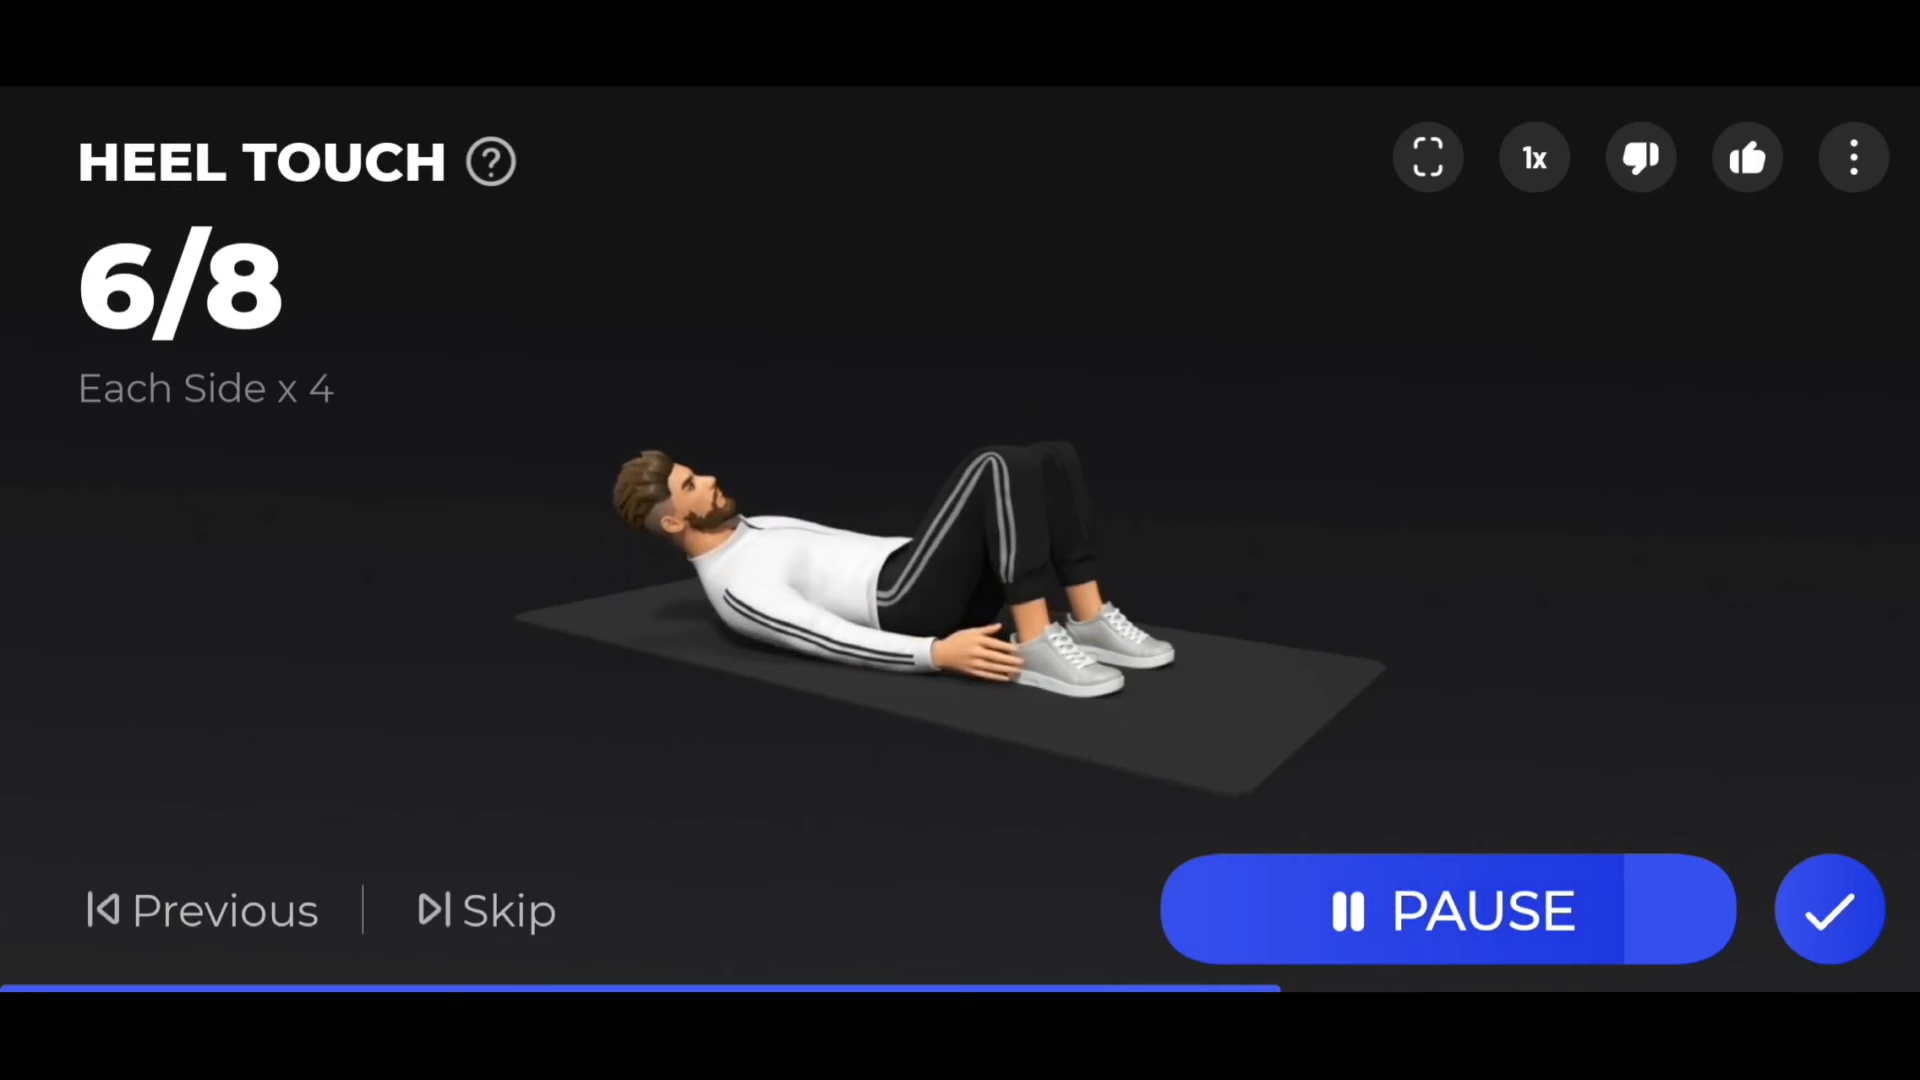 HEEL TOUCH ?
1x
6/8
Each Side x 4
Previous
Skip
PAUSE